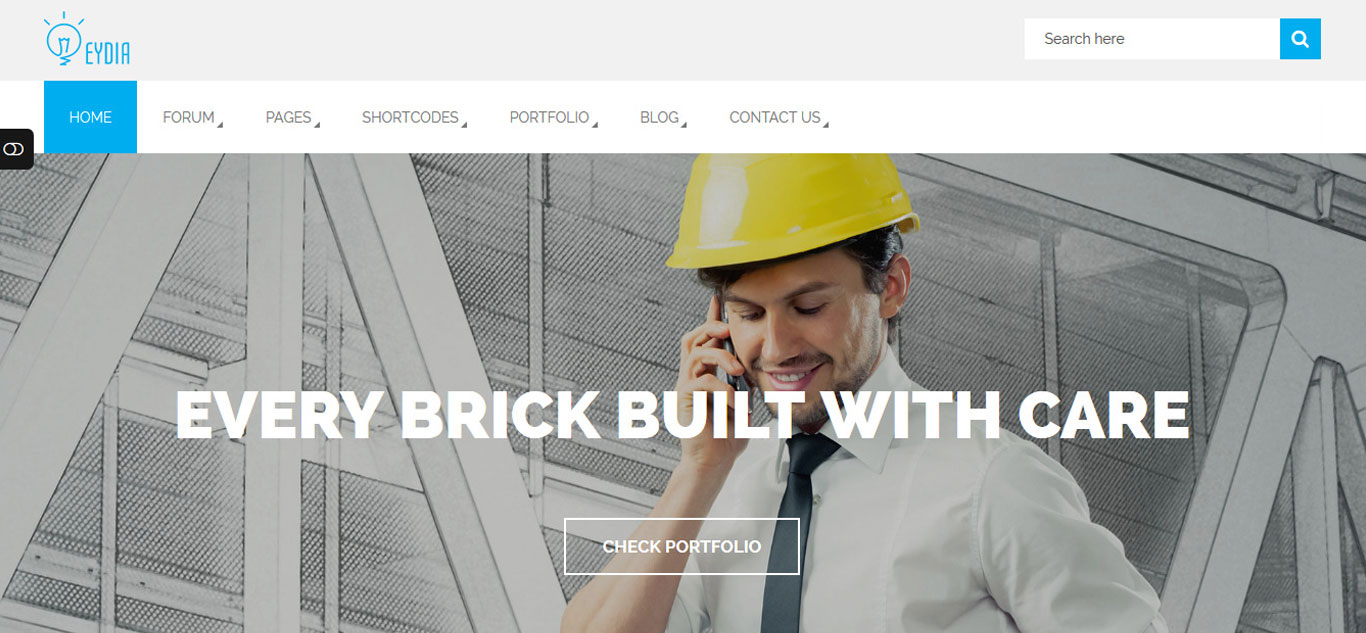 EYDIA
Search here
HOME FORUM PAGES SHORTCODES PORTFOLIO BLOG CONTACT US
EVERY BRICK BUILT WITH CARE
CHECK PORTFOLIO